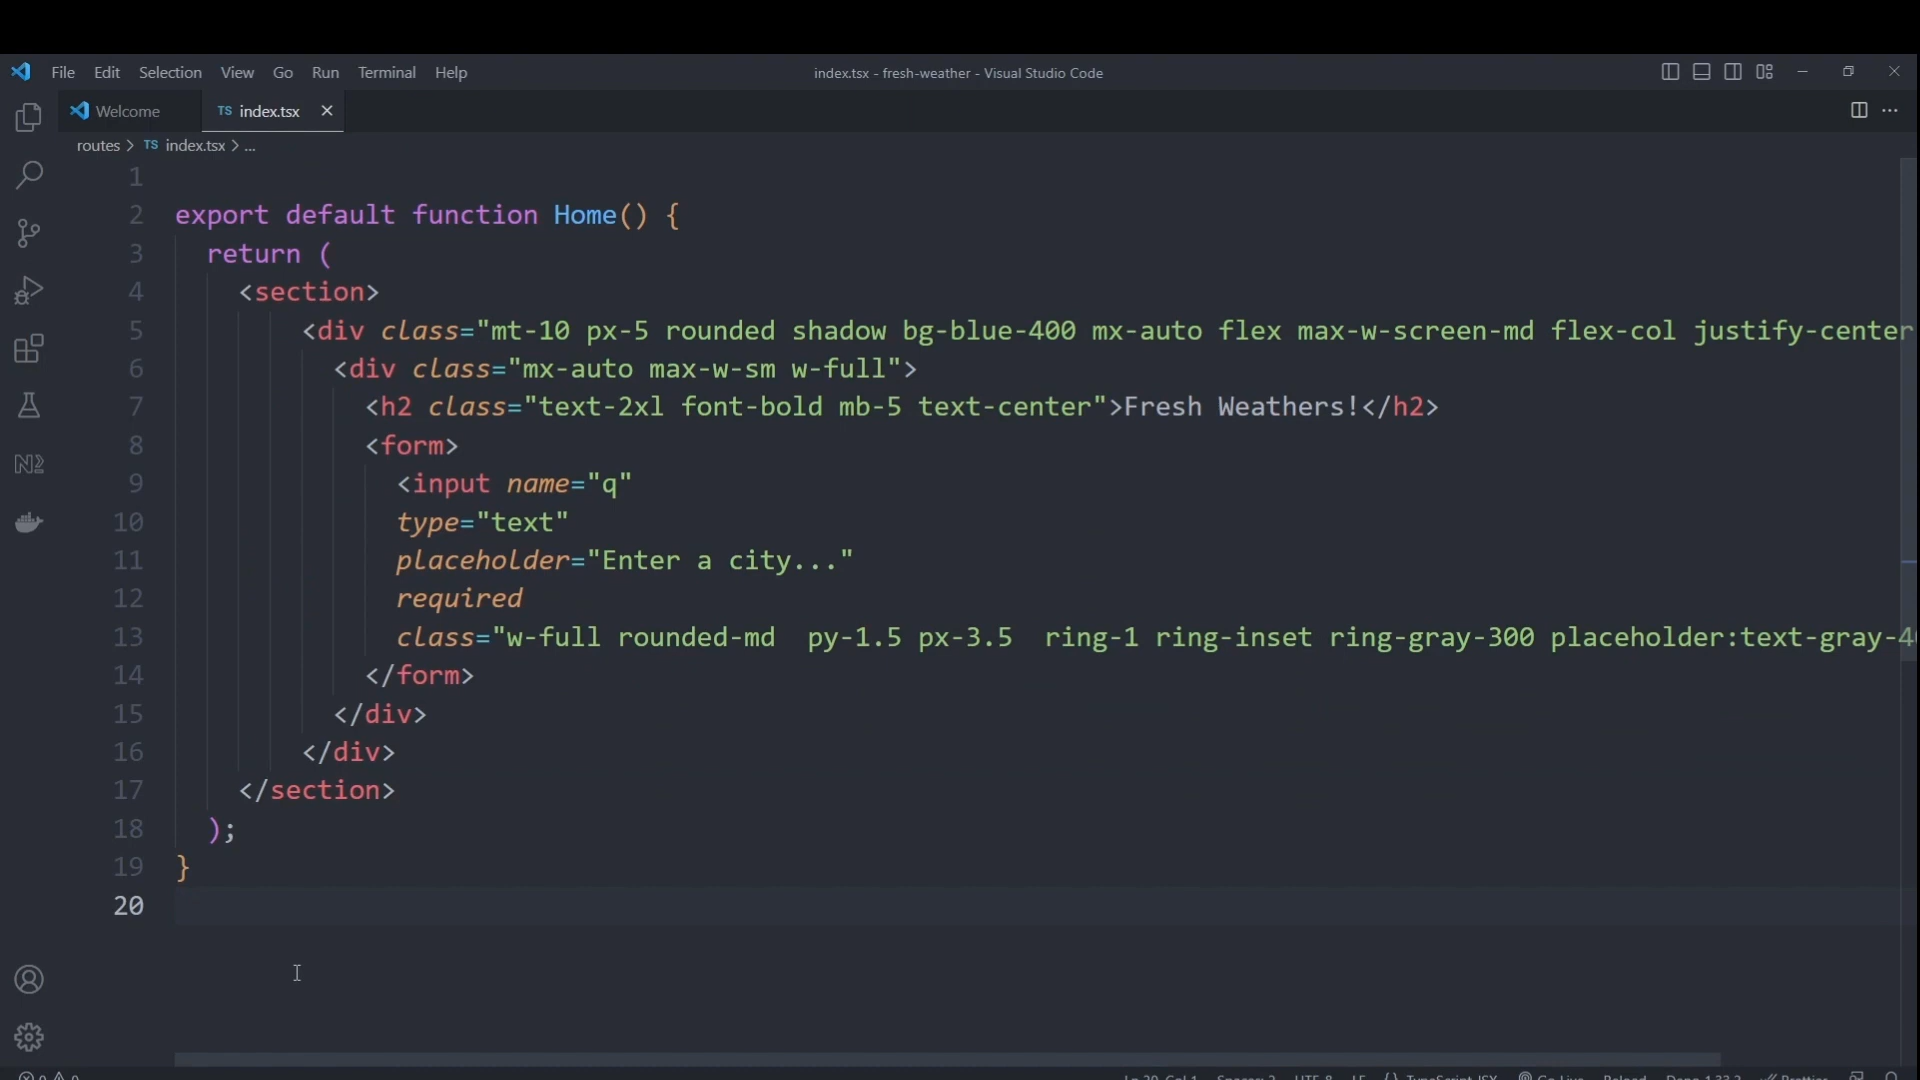 File Edit Selection View Go Run Terminal Help
index.tsx - fresh-weather - Visual Studio Code
Welcome
TS index.tsx
routes > TS index.tsx > ...
1
2 export default function Home() {
3 return (
4 <section>
5 <div class="mt-10 px-5 rounded shadow bg-blue-400 mx-auto flex max-w-screen-md flex-col justify-center
6 <div class="mx-auto max-w-sm w-full">
7 <h2 class="text-2xl font-bold mb-5 text-center">Fresh Weathers!</h2>
8 <form>
9 <input name="q"
10 type="text"
11 placeholder="Enter a city..."
12 required
13 class="w-full rounded-md  py-1.5 px-3.5  ring-1 ring-inset ring-gray-300 placeholder:text-gray-4
14 </form>
15 </div>
16 </div>
17 </section>
18 );
19 }
20